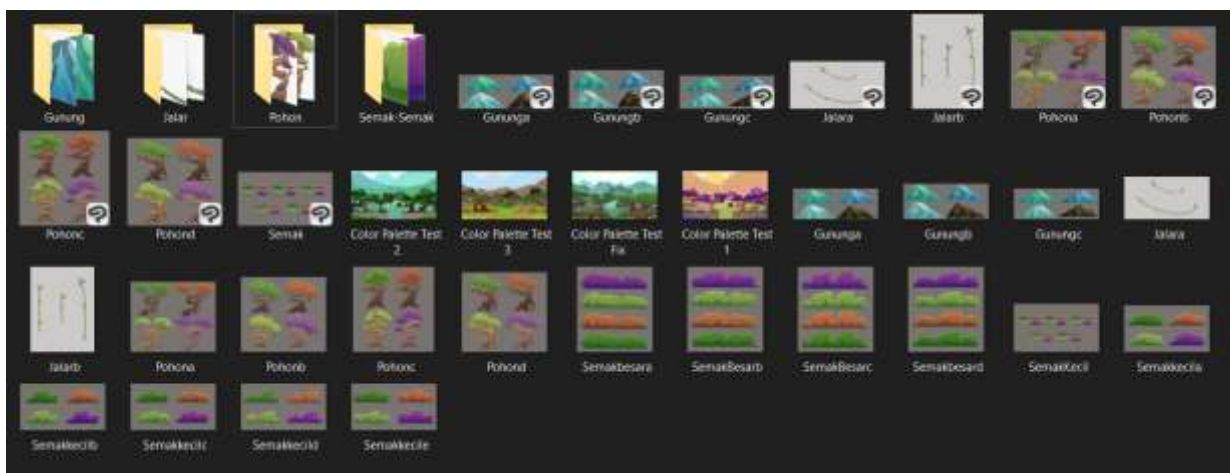 Gunung
Jalar
Pohon
Semak-Semak
Gununga
Gunungb
Gunungc
Jalara
Jalarb
Pohona
Pohonb
Pohonc
Pohond
Semak
Color Palette Test
2
Color Palette Test
3
Color Palette Test
Fix
Color Palette Test
1
Gununga
Gunungb
Gunungc
Jalara
Jalarb
Pohona
Pohonb
Pohonc
Pohond
Semakbesara
SemakBesarb
SemakBesarc
Semakbesard
SemakKecil
Semakkecila
Semakkecilb
Semakkecilc
Semakkecild
Semakkecile